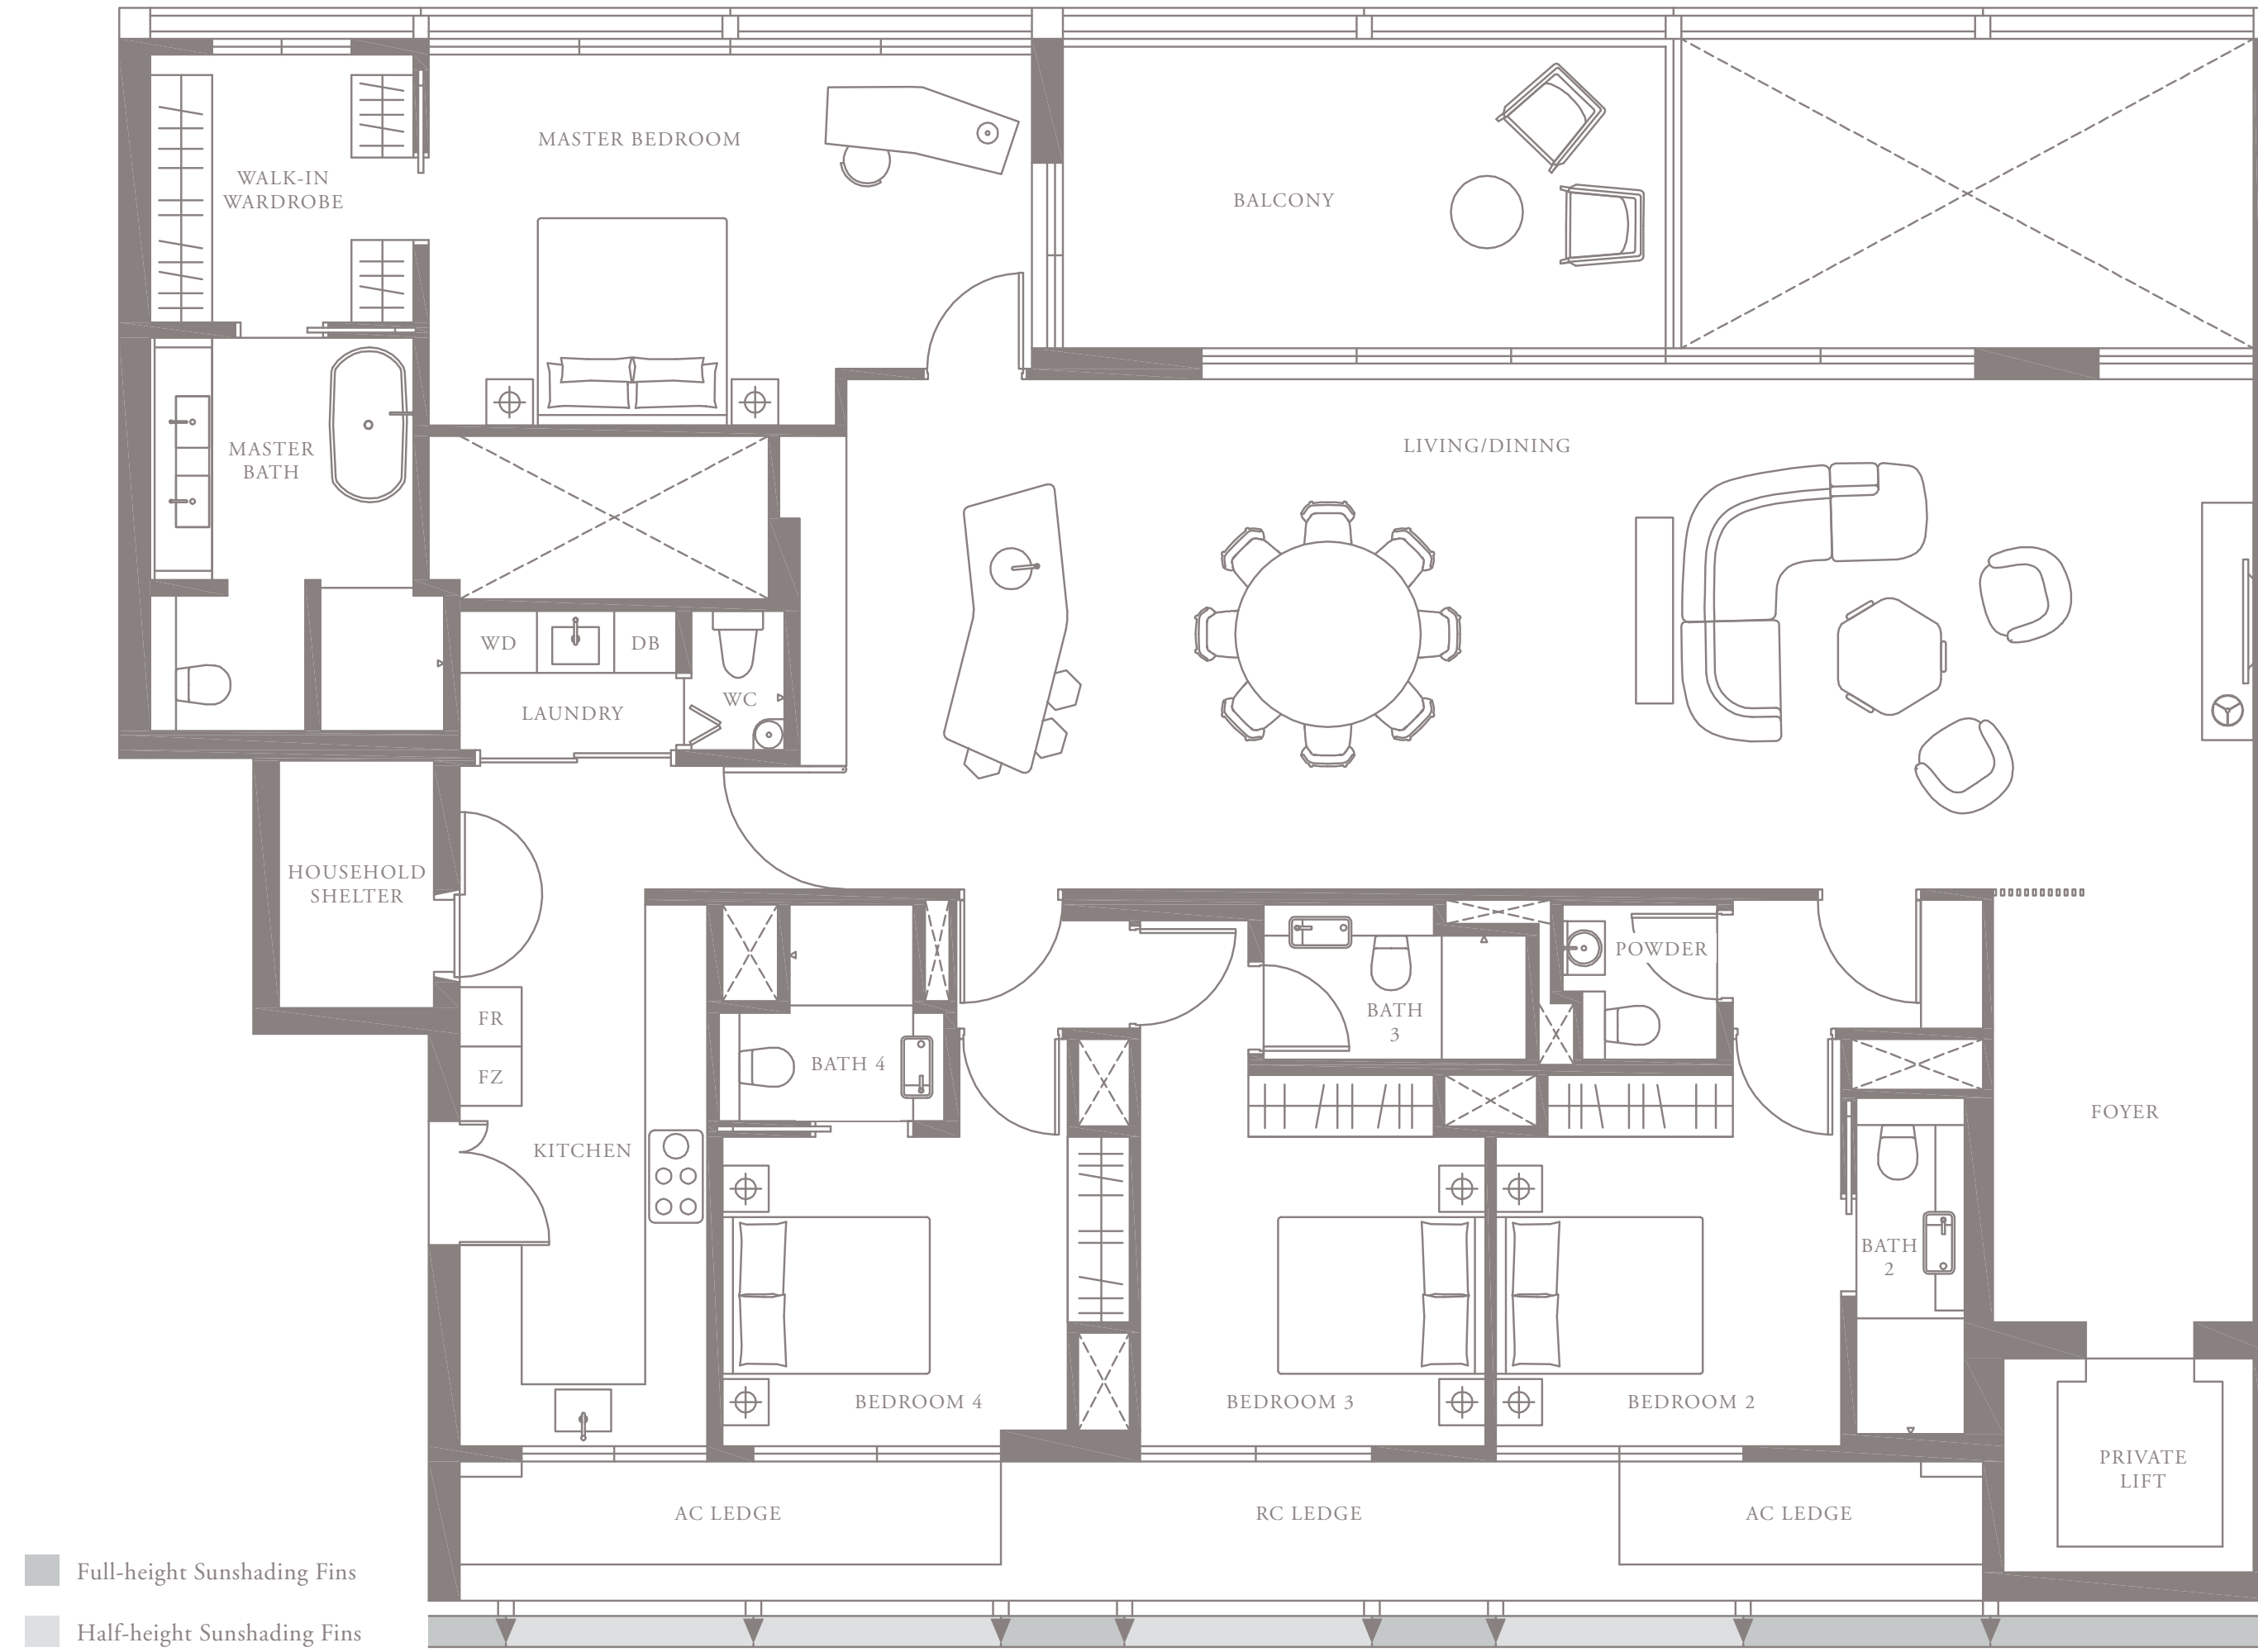 MASTER BEDROOM
WALK-IN
WARDROBE
BALCONY
MASTER
BATH
LIVING/DINING
WD
DB
WC
LAUNDRY
HOUSEHOLD
SHELTER
POWDER
FR
BATH
3
FZ
BATH 4
FOYER
KITCHEN
BATH
2
BEDROOM 4
BEDROOM 3
BEDROOM 2
PRIVATE
LIFT
AC LEDGE
RC LEDGE
AC LEDGE
Full-height Sunshading Fins
Half-height Sunshading Fins